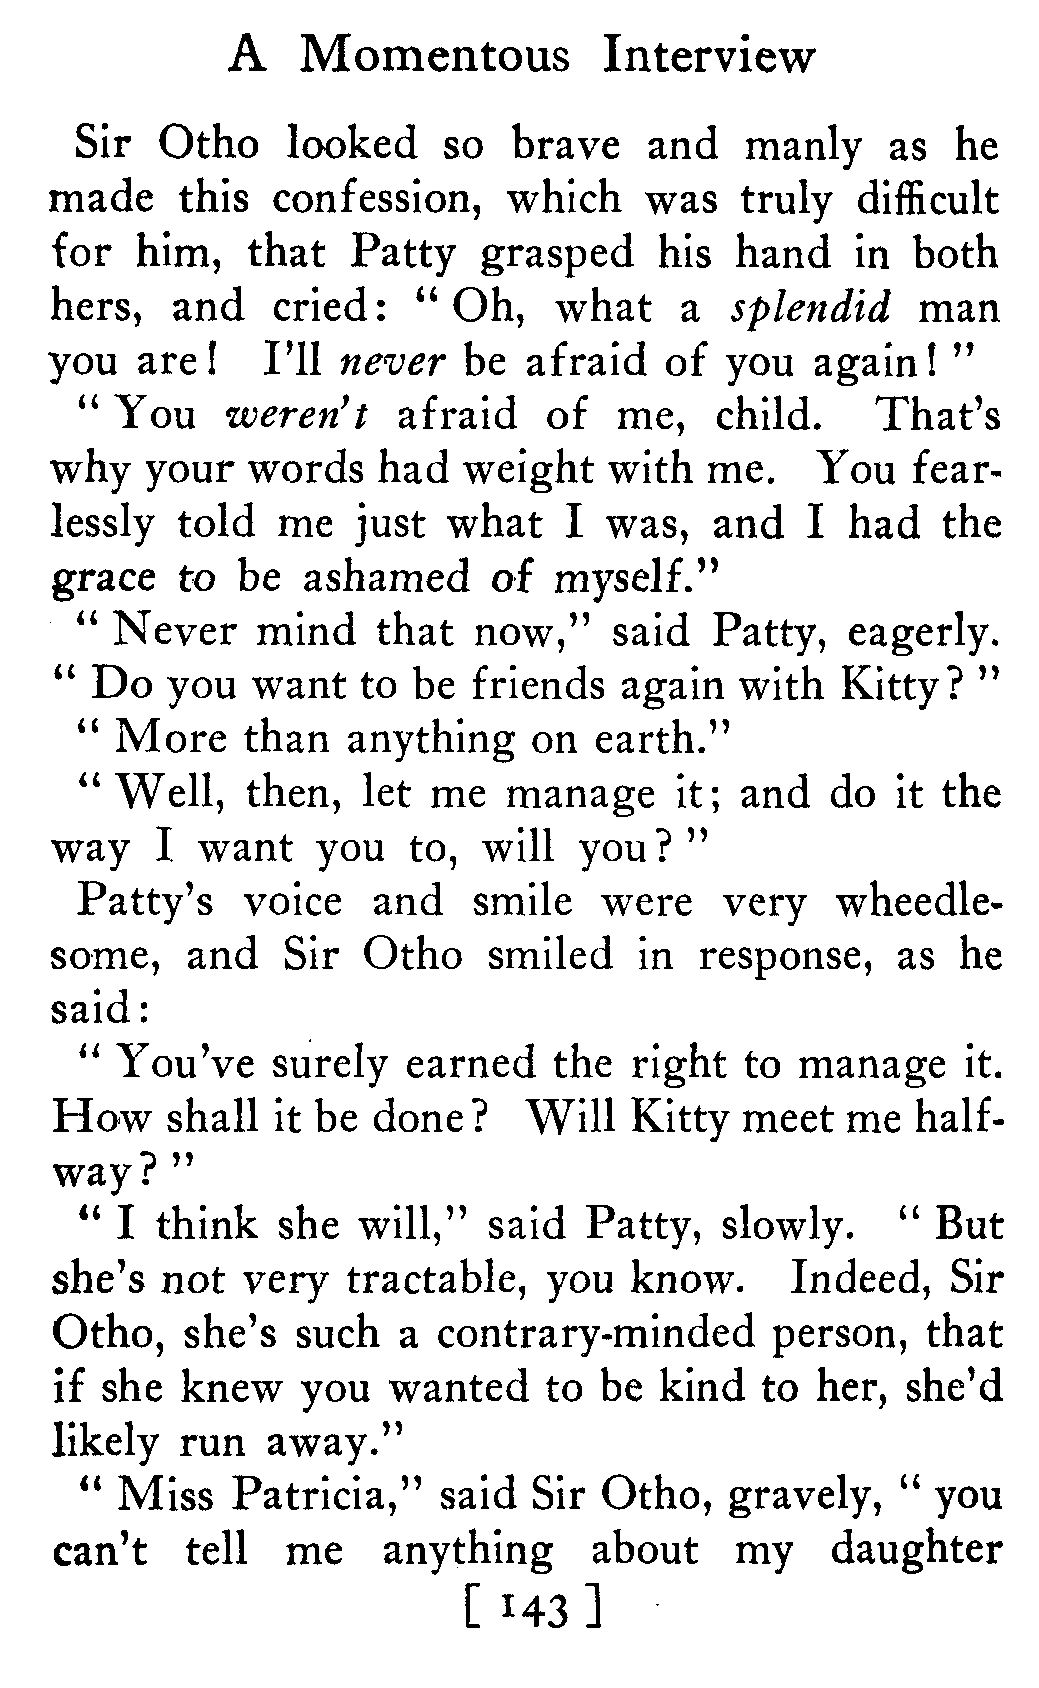 A Momentous Interview
Sir Otho looked so brave and manly as he
made this confession, which was truly difficult
for him, that Patty grasped his hand in both
hers, and cried: “ Oh, what a splendid man
you are! I’ll never be afraid of you again! ”
“ You weren’t afraid of me, child. That’s
why your words had weight with me. You fear-
lessly told me just what I was, and I had the
grace to be ashamed of myself.”
“ Never mind that now,” said Patty, eagerly.
“ Do you want to be friends again with Kitty? ”
“ More than anything on earth.”
“ Well, then, let me manage it; and do it the
way I want you to, will you? ”
Patty’s voice and smile were very wheedle-
some, and Sir Otho smiled in response, as he
said:
“ You’ve surely earned the right to manage it.
How shall it be done? Will Kitty meet me half-
way? ”
“ I think she will,” said Patty, slowly. “ But
she’s not very tractable, you know. Indeed, Sir
Otho, she’s such a contrary-minded person, that
if she knew you wanted to be kind to her, she’d
likely run away.”
“ Miss Patricia,” said Sir Otho, gravely, “ you
can’t tell me anything about my daughter
[ 143 ]